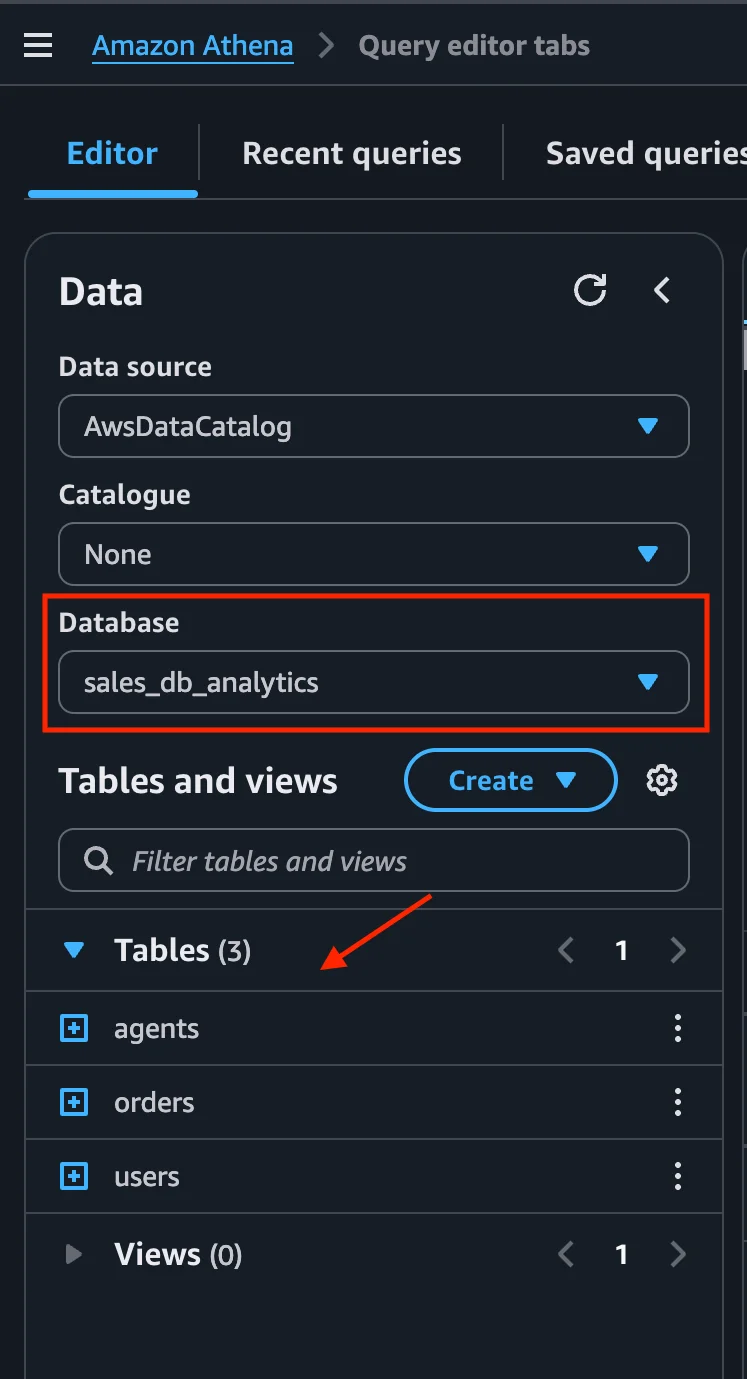 Amazon Athena > Query editor tabs
Editor Recent queries Saved queries
Data
Data source
AwsDataCatalog
Catalogue
None
Database
sales_db_analytics
Tables and views Create
Filter tables and views
Tables (3) 1
agents
orders
users
Views (0) 1